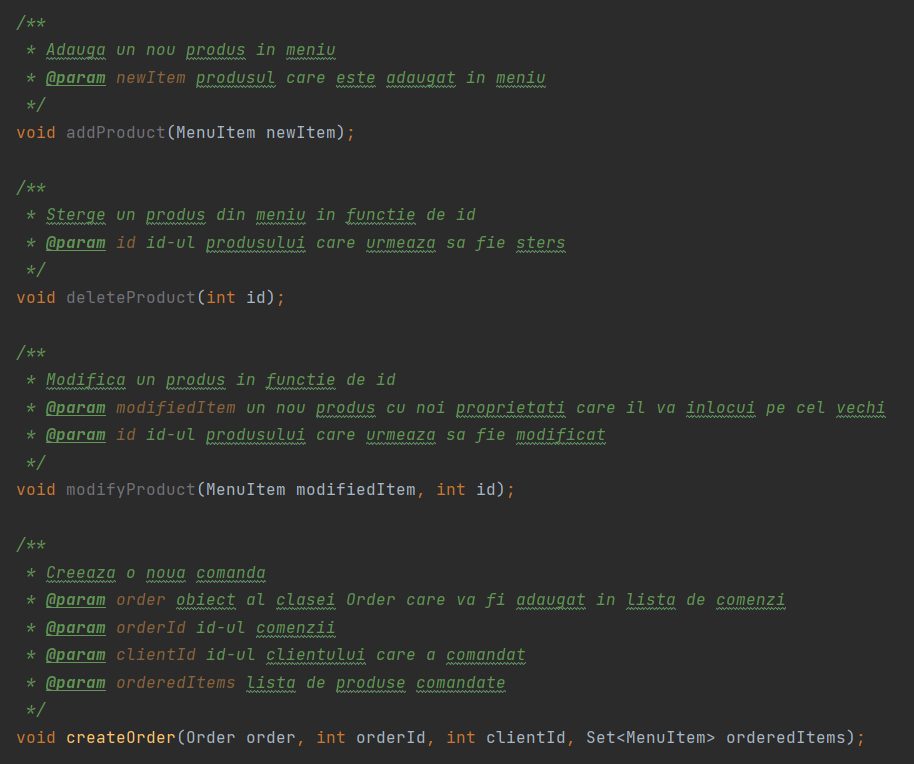 /**
 * Adauga un nou produs in meniu
 * @param newItem produsul care este adaugat in meniu
 */
void addProduct(MenuItem newItem);
/**
 * Sterge un produs din meniu in functie de id
 * @param id id-ul produsului care urmeaza sa fie sters
 */
void deleteProduct(int id);
/**
 * Modifica un produs in functie de id
 * @param modifiedItem un nou produs cu noi proprietati care il va inlocui pe cel vechi
 * @param id id-ul produsului care urmeaza sa fie modificat
 */
void modifyProduct(MenuItem modifiedItem, int id);
/**
 * Creeaza o noua comanda
 * @param order obiect al clasei Order care va fi adaugat in lista de comenzi
 * @param orderId id-ul comenzii
 * @param clientId id-ul clientului care a comandat
 * @param orderedItems lista de produse comandate
 */
void createOrder(Order order, int orderId, int clientId, Set<MenuItem> orderedItems);